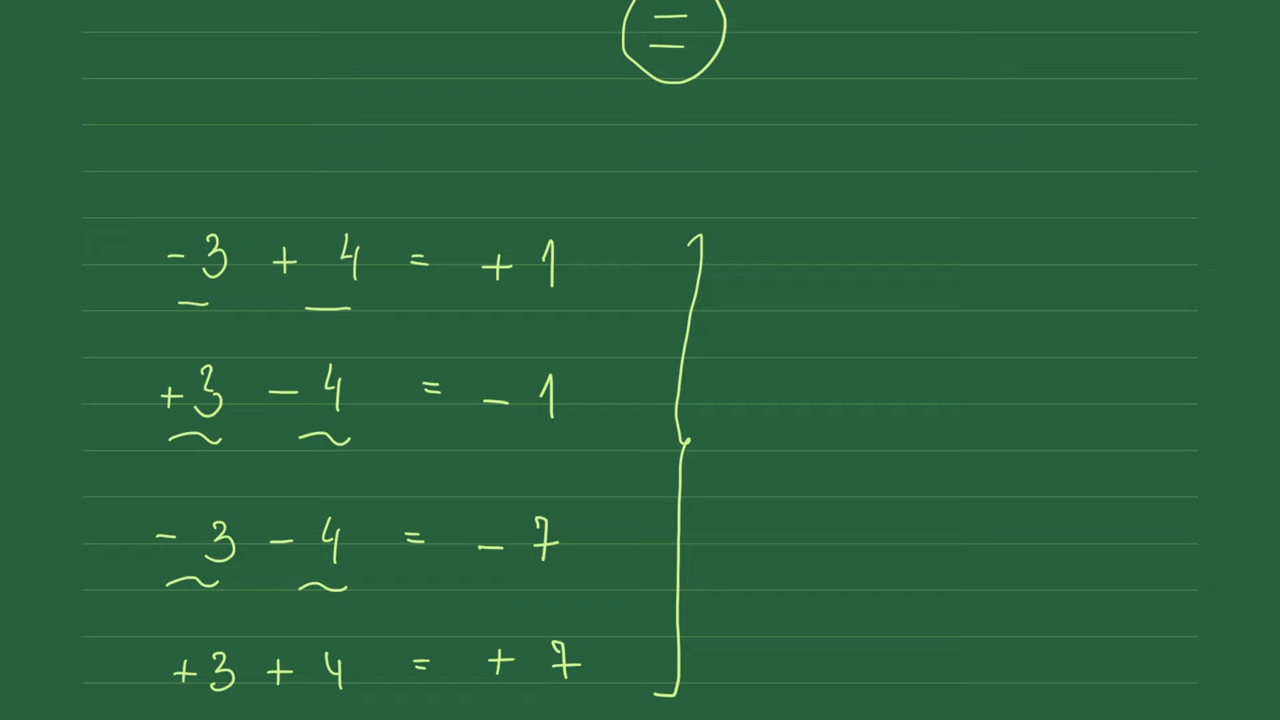 =
-3 + 4 = +1
+3 - 4 = -1
-3 - 4 = -7
+3 + 4 = +7